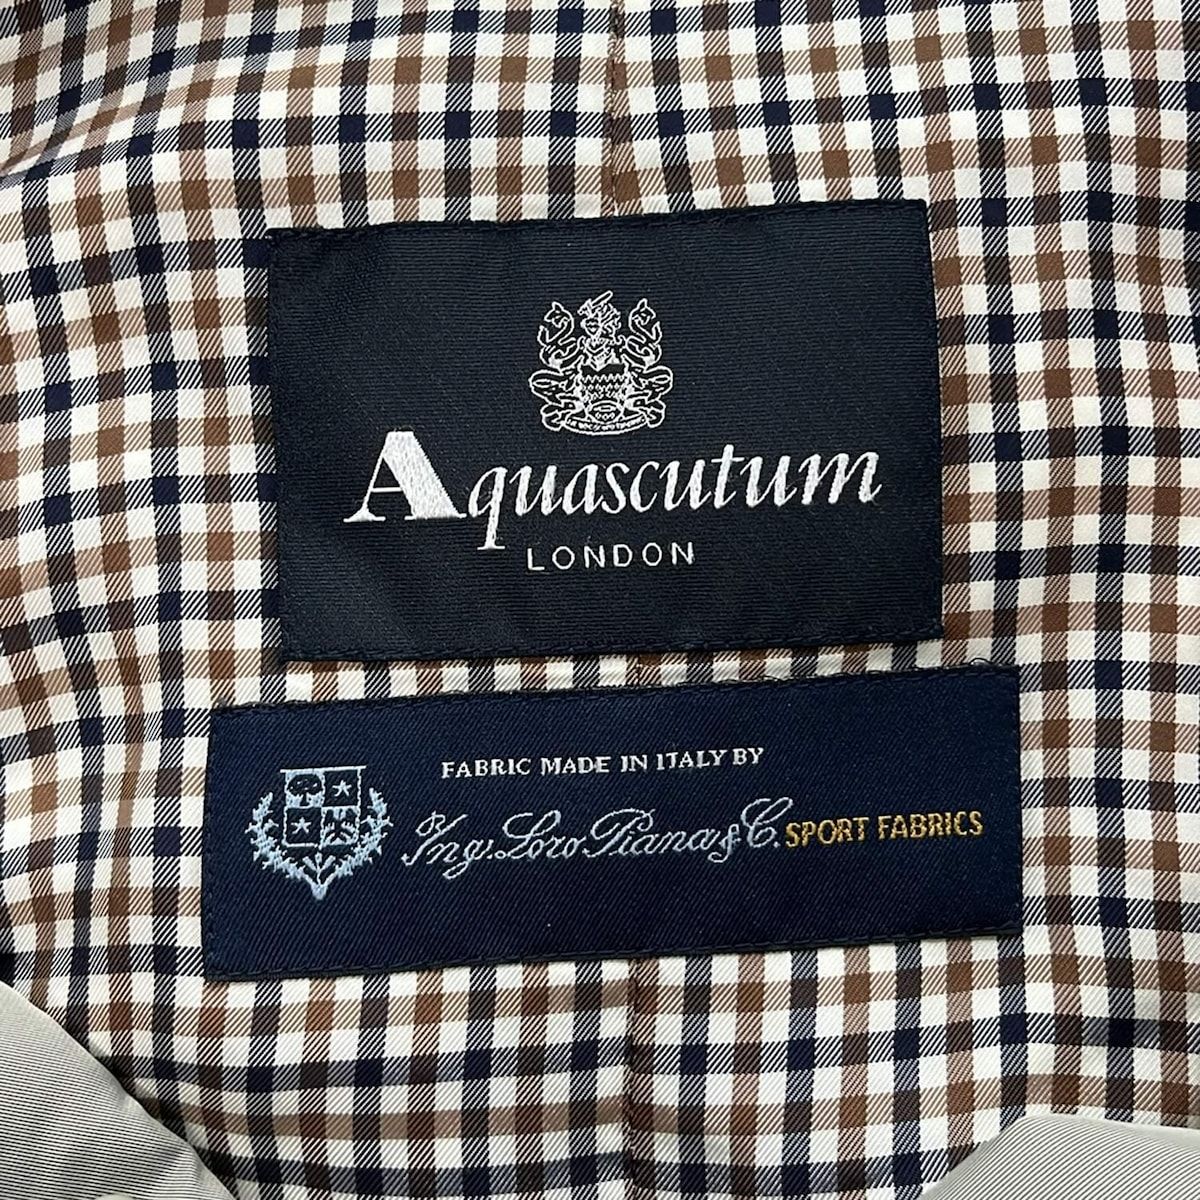 Aquascutum
LONDON
FABRIC MADE IN ITALY BY
Ing. Loro Piana & C. SPORT FABRICS